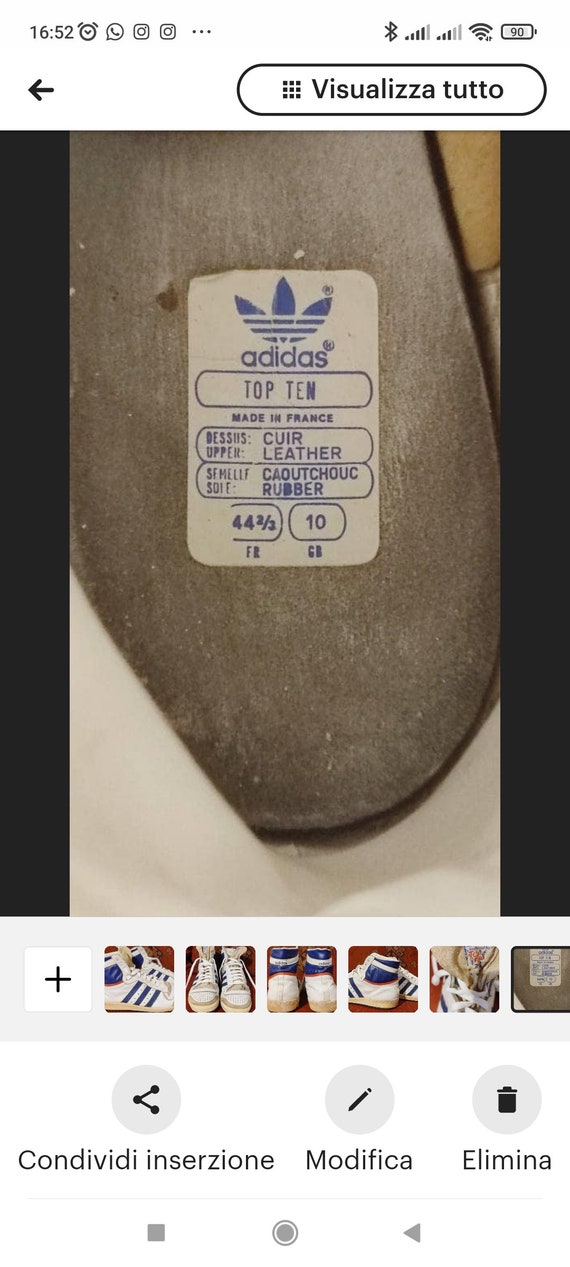 16:52
90
Visualizza tutto
adidas®
TOP TEN
MADE IN FRANCE
DESSUS: CUIR
UPPER: LEATHER
SEMELLE CAOUTCHOUC
SOLE: RUBBER
44⅔ 10
FR GB
Condividi inserzione
Modifica
Elimina